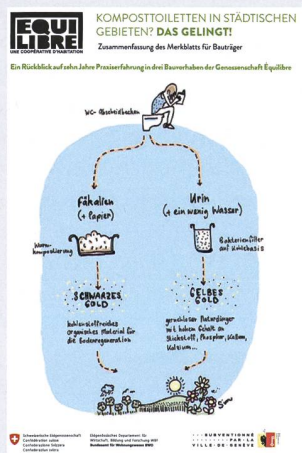 EQUI
LIBRE
UNE COOPÉRATIVE D'HABITATION
KOMPOSTTOILETTEN IN STÄDTISCHEN
GEBIETEN? DAS GELINGT!
Zusammenfassung des Merkblatts für Bauträger
Ein Rückblick auf zehn Jahre Praxiserfahrung in drei Bauvorhaben der Genossenschaft Équilibre
WC-Abscheidbecken
Fäkalien
(+ Papier)
Wurm-
kompostierung
SCHWARZES
GOLD
kohlenstoffreiches
organisches Material für
die Bodenregeneration
Urin
(+ ein wenig Wasser)
Bakterienfilter
auf Kohlebasis
GELBES
GOLD
geruchloser Naturdünger
mit hohem Gehalt an
Stickstoff, Phosphor, Kalium,
Kalzium...
Schweizerische Eidgenossenschaft
Confédération suisse
Confederazione Svizzera
Confederaziun svizra
Eidgenössisches Departement für
Wirtschaft, Bildung und Forschung WBF
Bundesamt für Wohnungswesen BWO
SUBVENTIONNÉ
PAR LA
VILLE DE GENÈVE